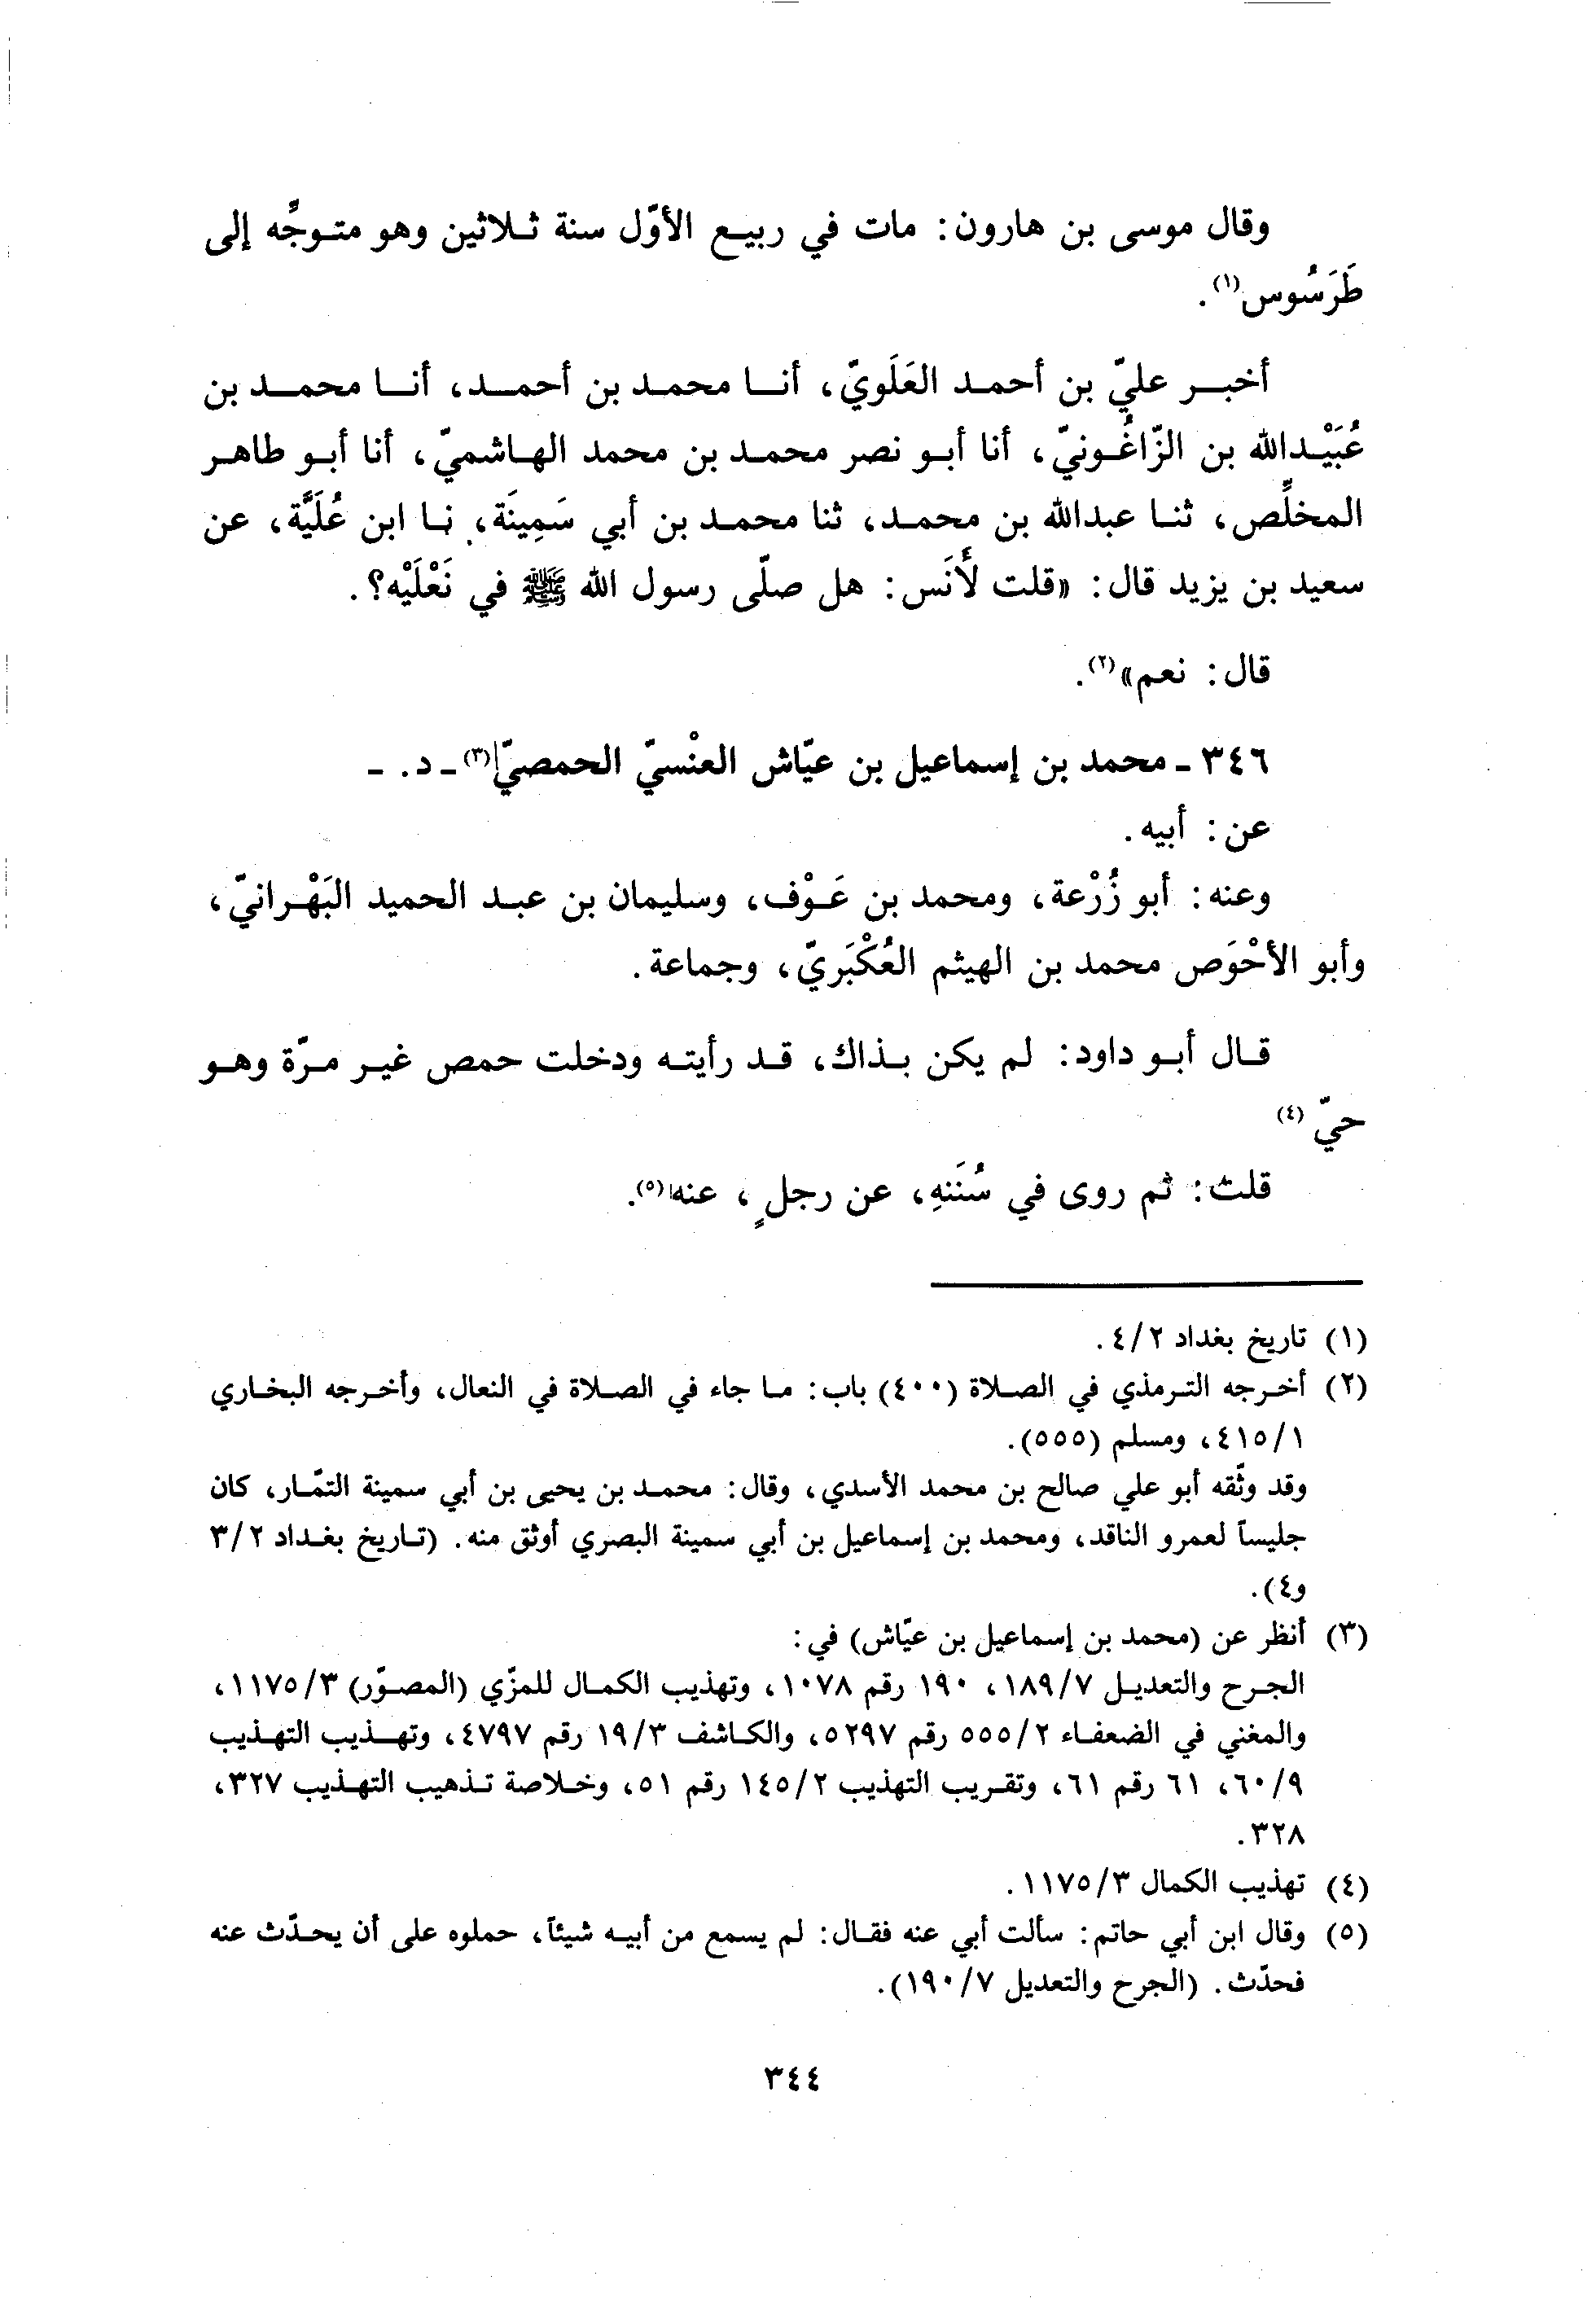 وقال موسى بن هارون: مات في ربيع الأوّل سنة ثلاثين وهو متوجِّه إلى
طَرَسُوس(١).
أخبر عليّ بن أحمد العَلَويّ، أنا محمد بن أحمد، أنا محمد بن
عُبَيْدالله بن الزّاغُونيّ، أنا أبو نصر محمد بن محمد الهاشميّ، أنا أبو طاهر
المخلِّص، ثنا عبدالله بن محمد، ثنا محمد بن أبي سَمِينَة، نا ابن عُلَيَّة، عن
سعيد بن يزيد قال: «قلت لأَنَس: هل صلّى رسول الله ﷺ في نَعْلَيْه؟.
قال: نعم»(٢).
٣٤٦ - محمد بن إسماعيل بن عيّاش العنْسيّ الحمصيّ(٣) - د. -
عن: أبيه.
وعنه: أبو زُرْعة، ومحمد بن عَوْف، وسليمان بن عبد الحميد البَهْرانيّ،
وأبو الأحْوَص محمد بن الهيثم العُكْبَريّ، وجماعة.
قال أبو داود: لم يكن بذاك، قد رأيته ودخلت حمص غير مرّة وهو
حيّ(٤)
قلت: ثم روى في سُنَنهِ، عن رجلٍ، عنه(٥).
(١) تاريخ بغداد ٤/٢.
(٢) أخرجه الترمذي في الصلاة (٤٠٠) باب: ما جاء في الصلاة في النعال، وأخرجه البخاري
٤١٥/١، ومسلم (٥٥٥).
وقد وثّقه أبو علي صالح بن محمد الأسدي، وقال: محمد بن يحيى بن أبي سمينة التمّار، كان
جليساً لعمرو الناقد، ومحمد بن إسماعيل بن أبي سمينة البصري أوثق منه. (تاريخ بغداد ٣/٢
و٤).
(٣) أنظر عن (محمد بن إسماعيل بن عيّاش) في:
الجرح والتعديل ١٨٩/٧، ١٩٠ رقم ١٠٧٨، وتهذيب الكمال للمزّي (المصوّر) ١١٧٥/٣،
والمغني في الضعفاء ٥٥٥/٢ رقم ٥٢٩٧، والكاشف ١٩/٣ رقم ٤٧٩٧، وتهذيب التهذيب
٦٠/٩، ٦١ رقم ٦١، وتقريب التهذيب ١٤٥/٢ رقم ٥١، وخلاصة تذهيب التهذيب ٣٢٧،
٣٢٨.
(٤) تهذيب الكمال ١١٧٥/٣.
(٥) وقال ابن أبي حاتم: سألت أبي عنه فقال: لم يسمع من أبيه شيئاً، حملوه على أن يحدّث عنه
فحدّث. (الجرح والتعديل ١٩٠/٧).
٣٤٤